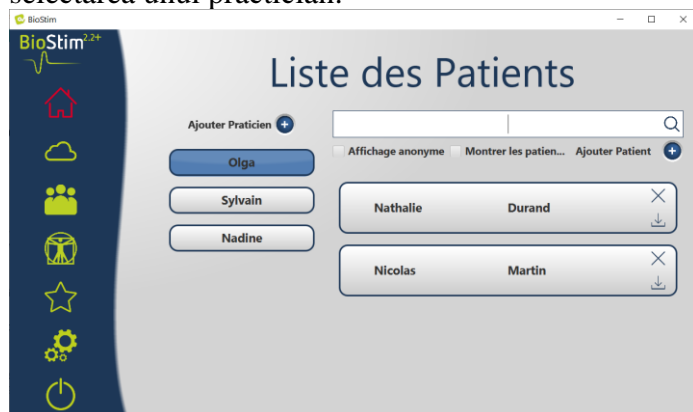 selectarea unui practician.
BioStim
BioStim2.2+
Liste des Patients
Ajouter Praticien
Affichage anonyme Montrer les patien... Ajouter Patient
Olga
Sylvain
Nadine
Nathalie Durand
Nicolas Martin